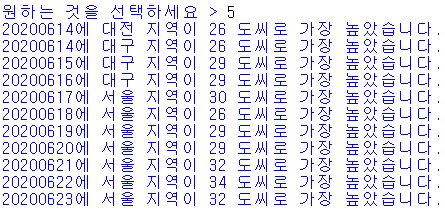 원하는 것을 선택하세요 > 5
20200614에 대전 지역이 26 도씨로 가장 높았습니다.
20200614에 대구 지역이 26 도씨로 가장 높았습니다.
20200615에 대구 지역이 29 도씨로 가장 높았습니다.
20200616에 대구 지역이 29 도씨로 가장 높았습니다.
20200617에 서울 지역이 30 도씨로 가장 높았습니다.
20200618에 서울 지역이 26 도씨로 가장 높았습니다.
20200619에 서울 지역이 29 도씨로 가장 높았습니다.
20200620에 서울 지역이 29 도씨로 가장 높았습니다.
20200621에 서울 지역이 32 도씨로 가장 높았습니다.
20200622에 서울 지역이 34 도씨로 가장 높았습니다.
20200623에 서울 지역이 32 도씨로 가장 높았습니다.